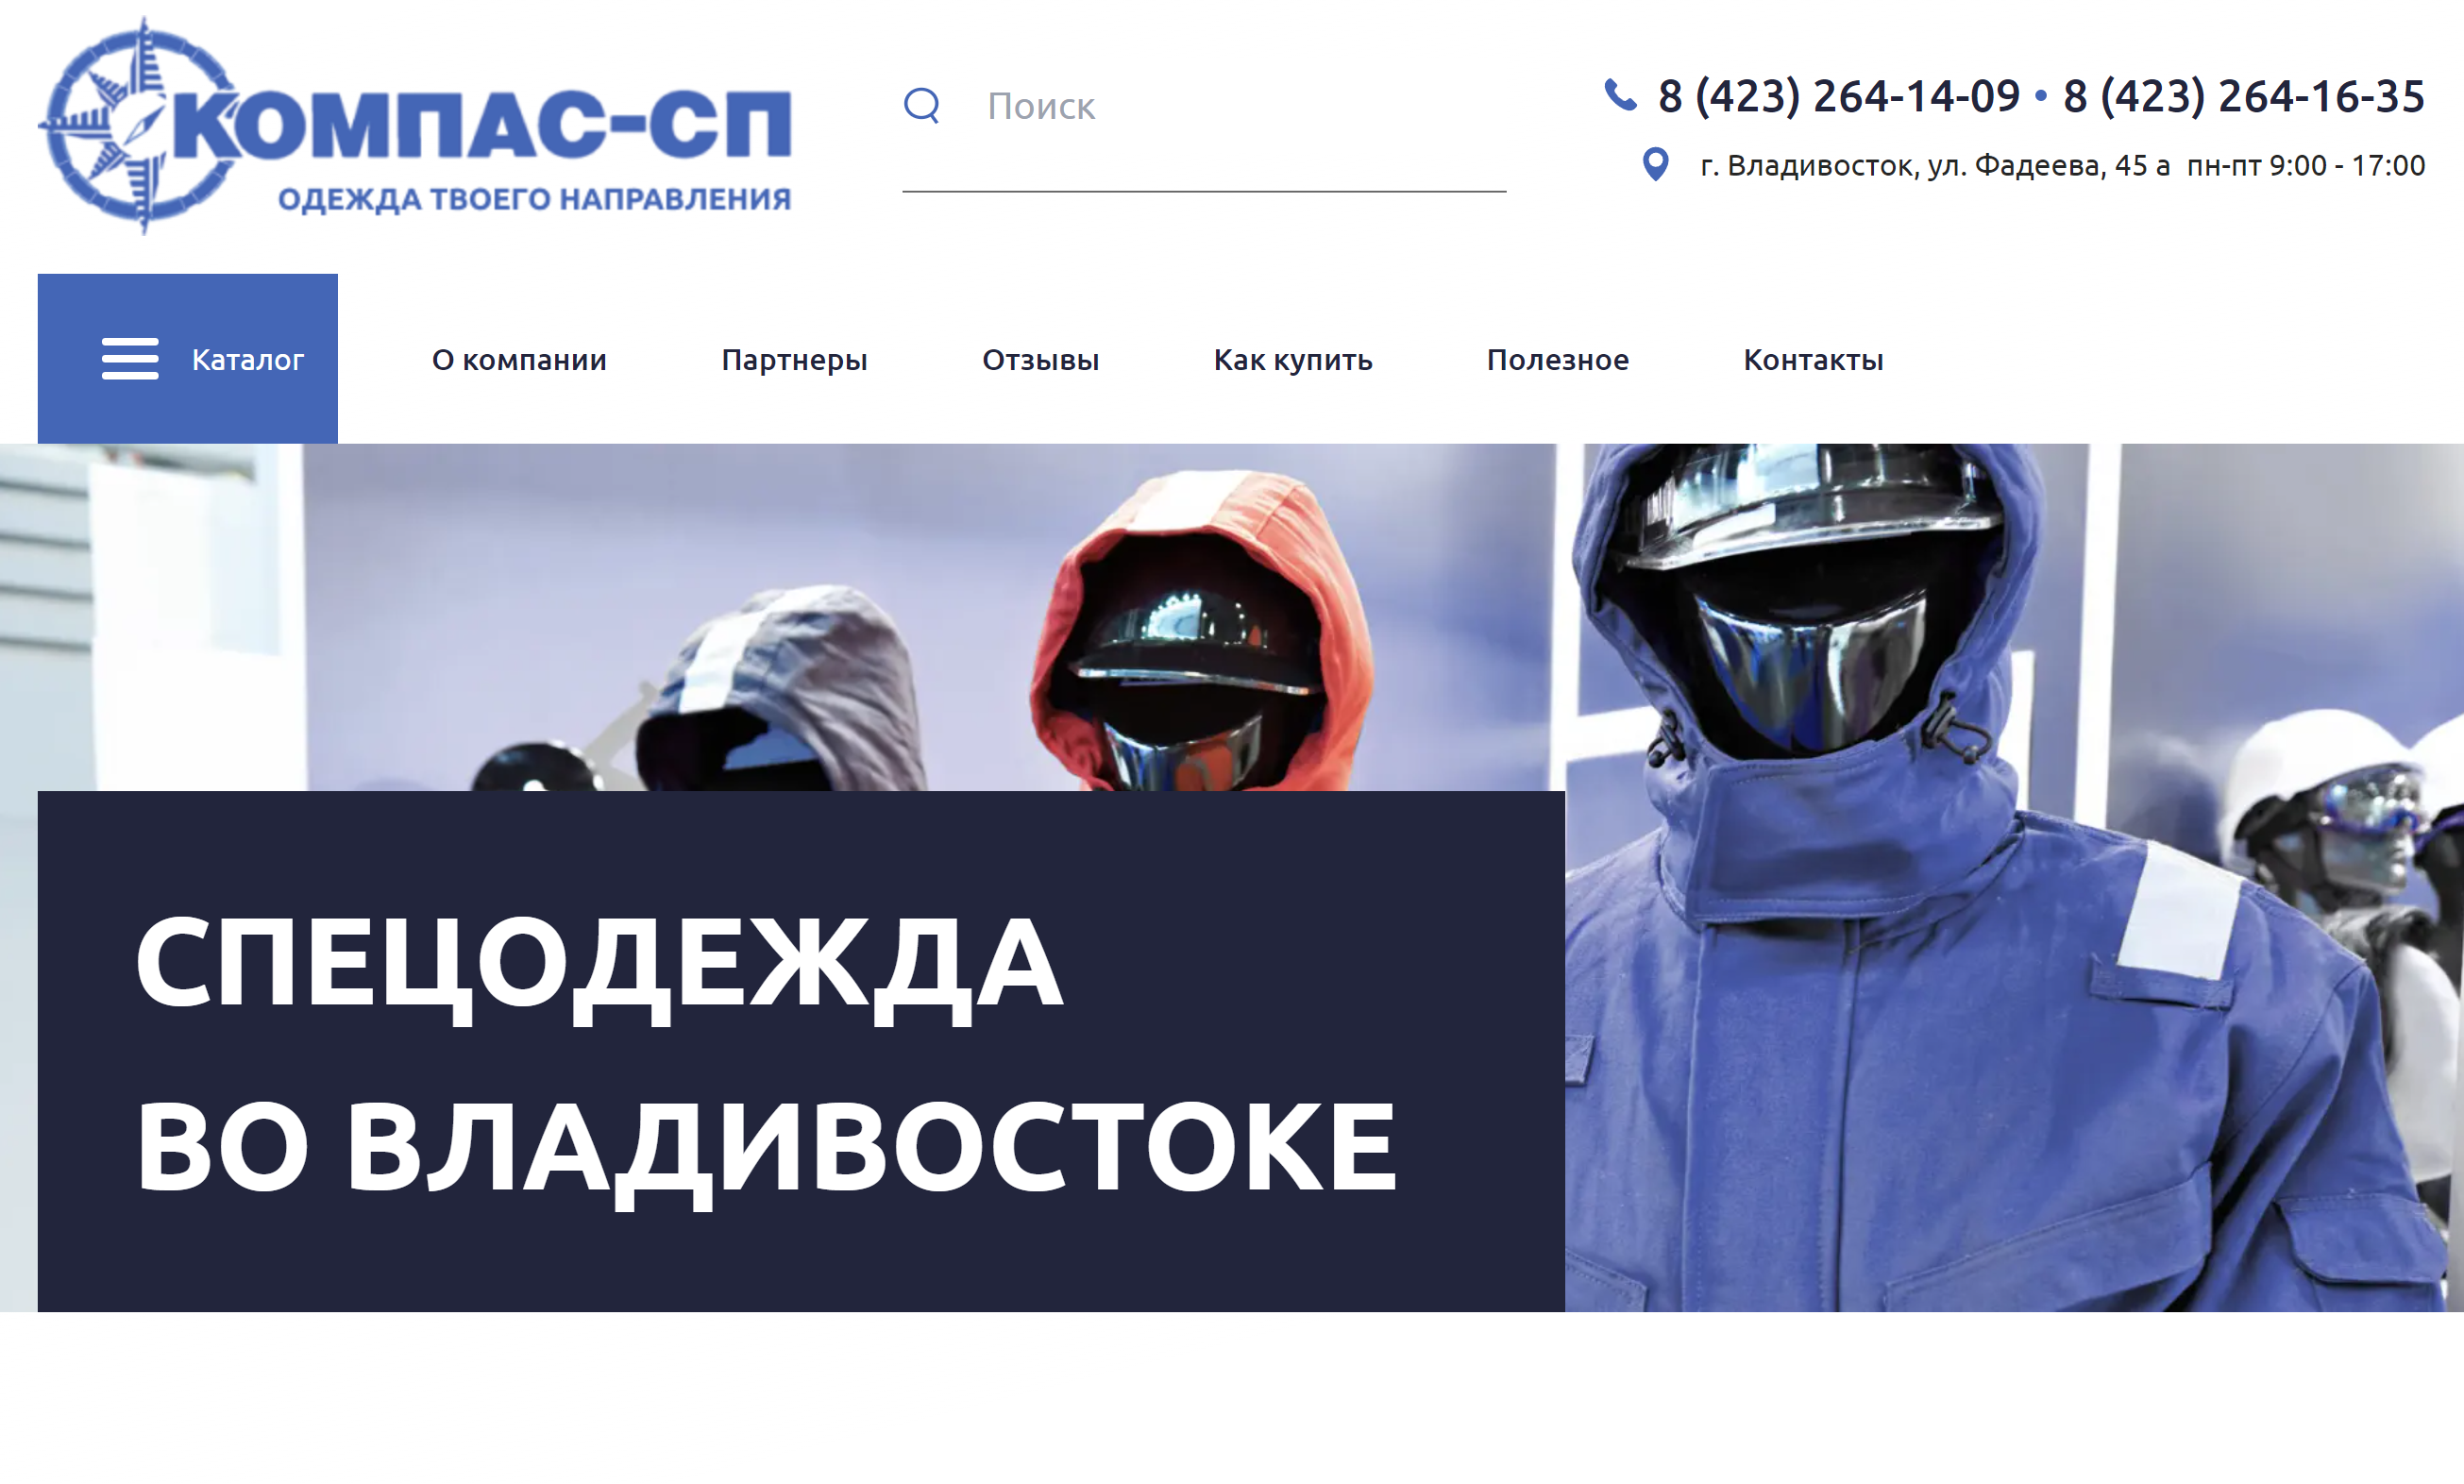 КОМПАС-СП
ОДЕЖДА ТВОЕГО НАПРАВЛЕНИЯ
Поиск
8 (423) 264-14-09 • 8 (423) 264-16-35
г. Владивосток, ул. Фадеева, 45 а пн-пт 9:00 - 17:00
Каталог
О компании
Партнеры
Отзывы
Как купить
Полезное
Контакты
СПЕЦОДЕЖДА
ВО ВЛАДИВОСТОКЕ